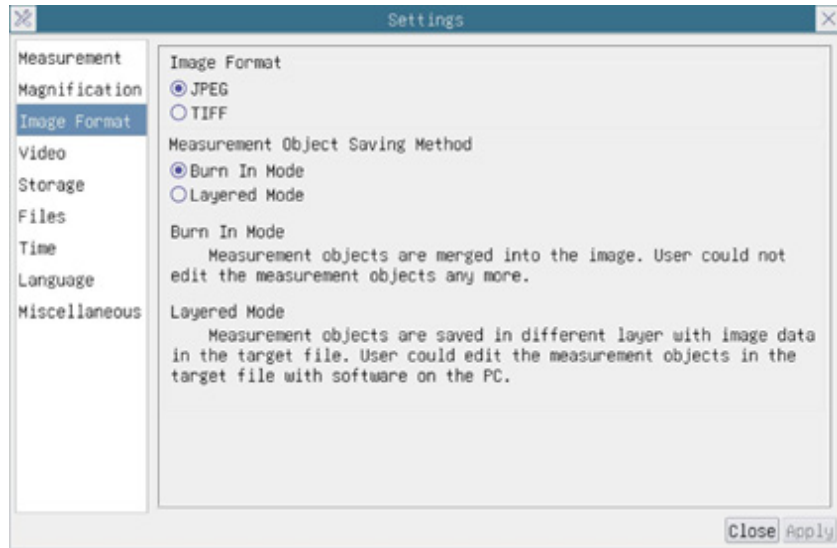 Settings
Measurement
Magnification
Image Format
Video
Storage
Files
Time
Language
Miscellaneous
Image Format
JPEG
TIFF
Measurement Object Saving Method
Burn In Mode
Layered Mode
Burn In Mode
Measurement objects are merged into the image. User could not
edit the measurement objects any more.
Layered Mode
Measurement objects are saved in different layer with image data
in the target file. User could edit the measurement objects in the
target file with software on the PC.
Close Apply